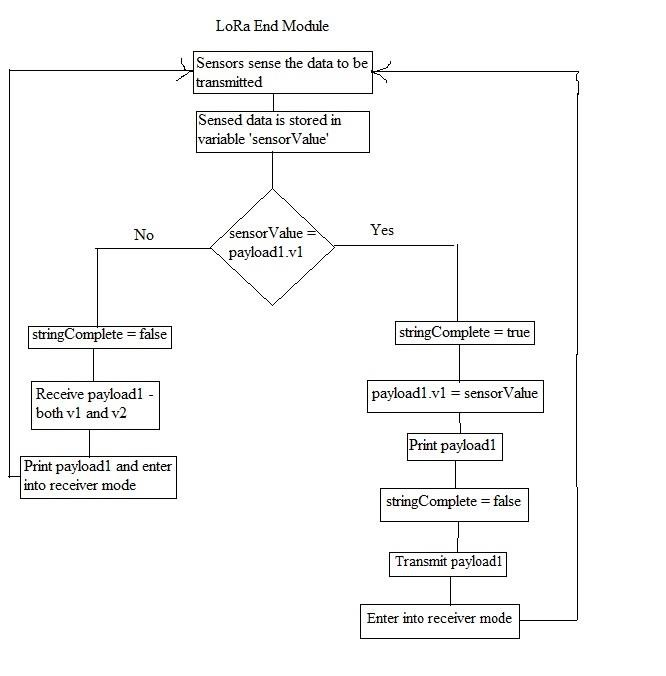 LoRa End Module
Sensors sense the data to be
transmitted
Sensed data is stored in
variable 'sensorValue'
sensorValue =
payload1.v1
No
Yes
stringComplete = false
Receive payload1 -
both v1 and v2
Print payload1 and enter
into receiver mode
stringComplete = true
payload1.v1 = sensorValue
Print payload1
stringComplete = false
Transmit payload1
Enter into receiver mode